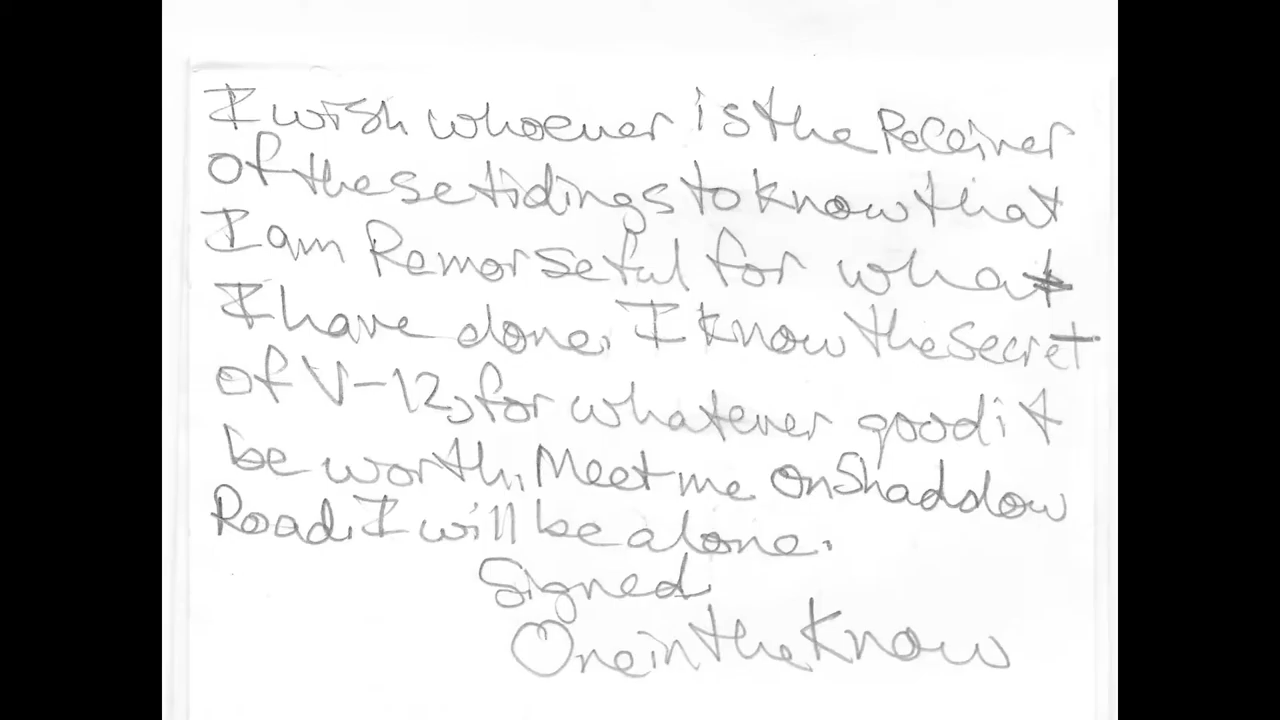 I wish whoever is the Receiver
of these tidings to know that
I am Remorseful for what
I have done. I know the secret
of V-12, for whatever good it
be worth. Meet me on Shaddow
Road. I will be alone.
Signed
One in the Know